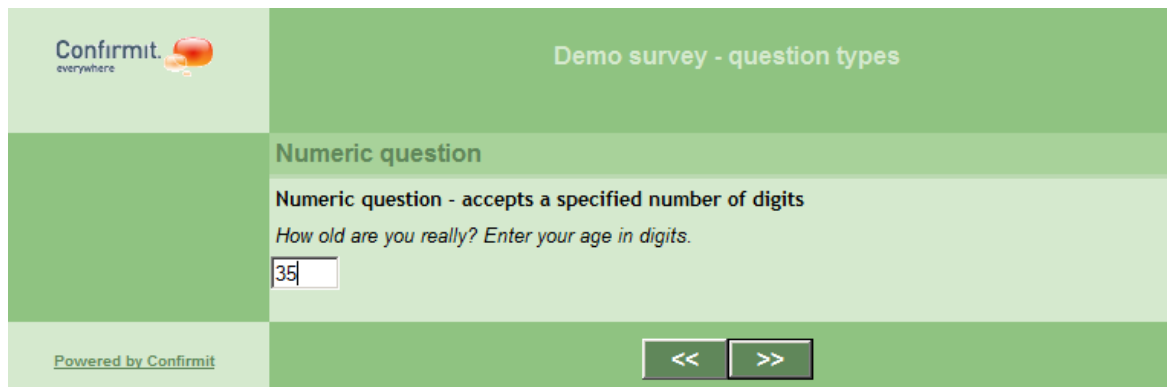 Confirmit.
everywhere
Demo survey - question types
Numeric question
Numeric question - accepts a specified number of digits
How old are you really? Enter your age in digits.
35
Powered by Confirmit
<< >>